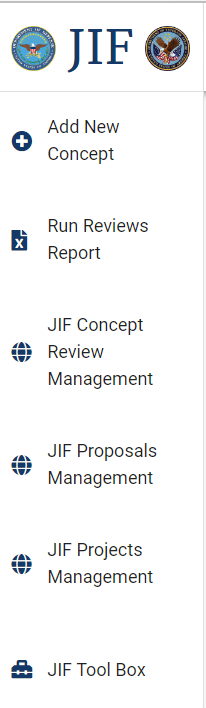 JIF
Add New
Concept
Run Reviews
Report
JIF Concept
Review
Management
JIF Proposals
Management
JIF Projects
Management
JIF Tool Box